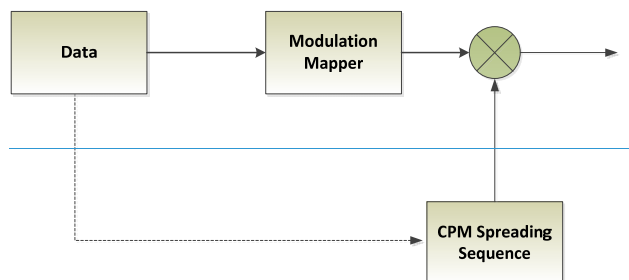 Data
Modulation
Mapper
CPM Spreading
Sequence